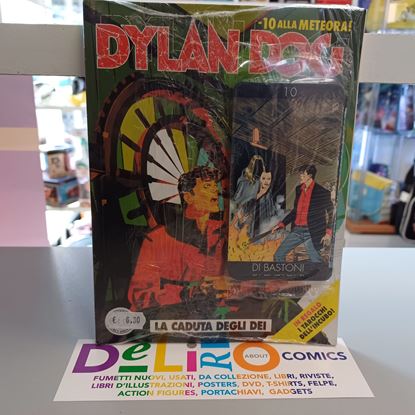 -10 ALLA METEORA!
DYLAN DOG
10
DI BASTONI
€ 6,00
LA CADUTA DEGLI DEI
IN REGALO
I TAROCCHI
DELL'INCUBO!
DeLiRiO ABOUT COMICS
FUMETTI NUOVI, USATI, DA COLLEZIONE, LIBRI, RIVISTE,
LIBRI D'ILLUSTRAZIONI, POSTERS, DVD, T-SHIRTS, FELPE,
ACTION FIGURES, PORTACHIAVI, GADGETS